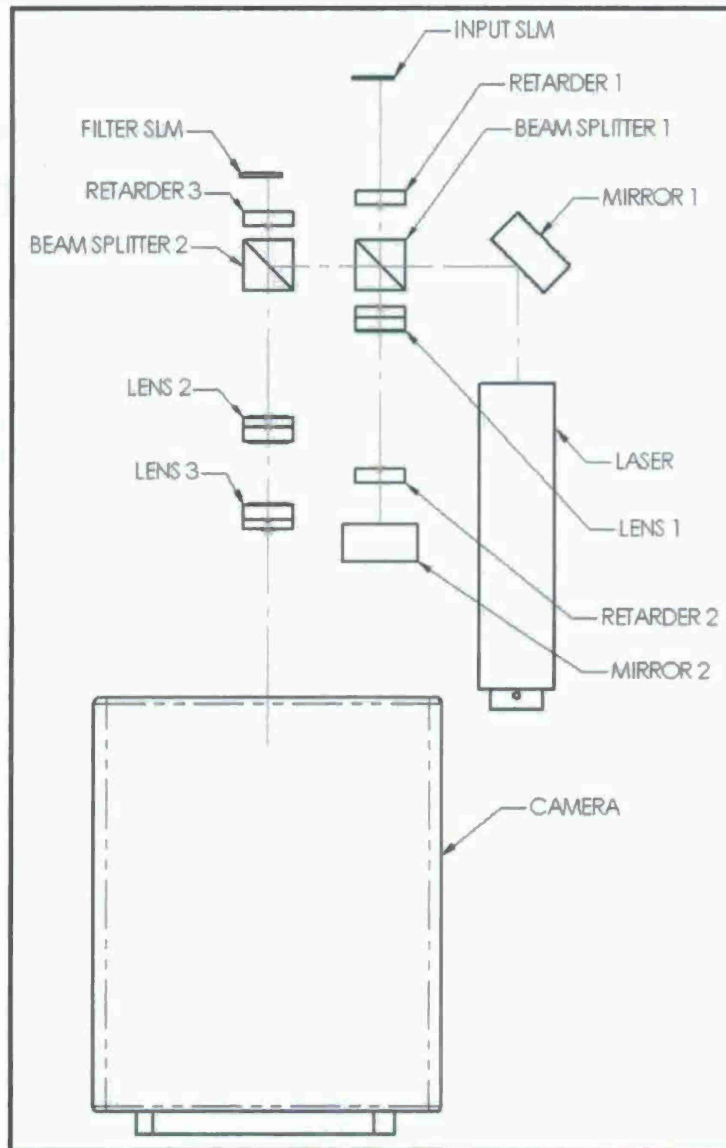 INPUT SLM
RETARDER 1
FILTER SLM
BEAM SPLITTER 1
RETARDER 3
MIRROR 1
BEAM SPLITTER 2
LENS 2
LASER
LENS 3
LENS 1
RETARDER 2
MIRROR 2
CAMERA